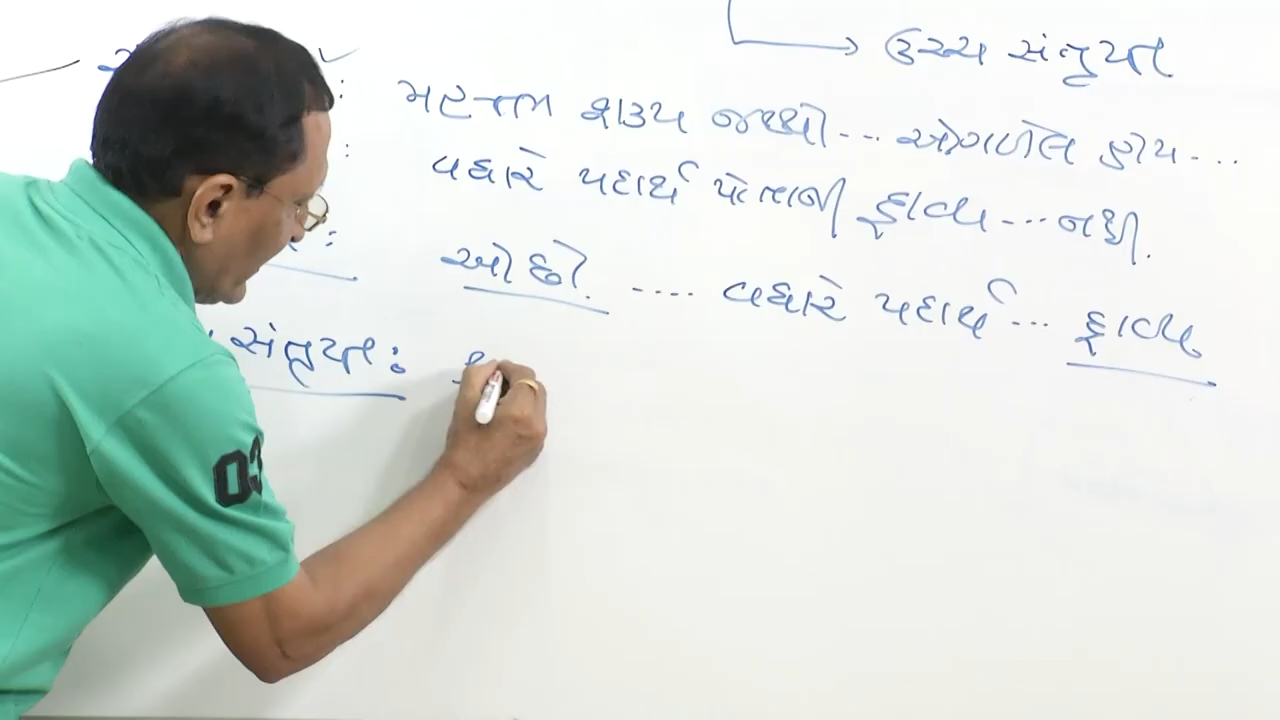 → ઉચ્ચ સંતૃપ્ત
: મહત્તમ શક્ય જથ્થો... ઓગળેલ હોય...
: વધારે પદાર્થ પોતાની દ્રાવ્ય... નથી.
: ઓછો. .... વધારે પદાર્થ... દ્રાવ્ય
સંતૃપ્ત:
03